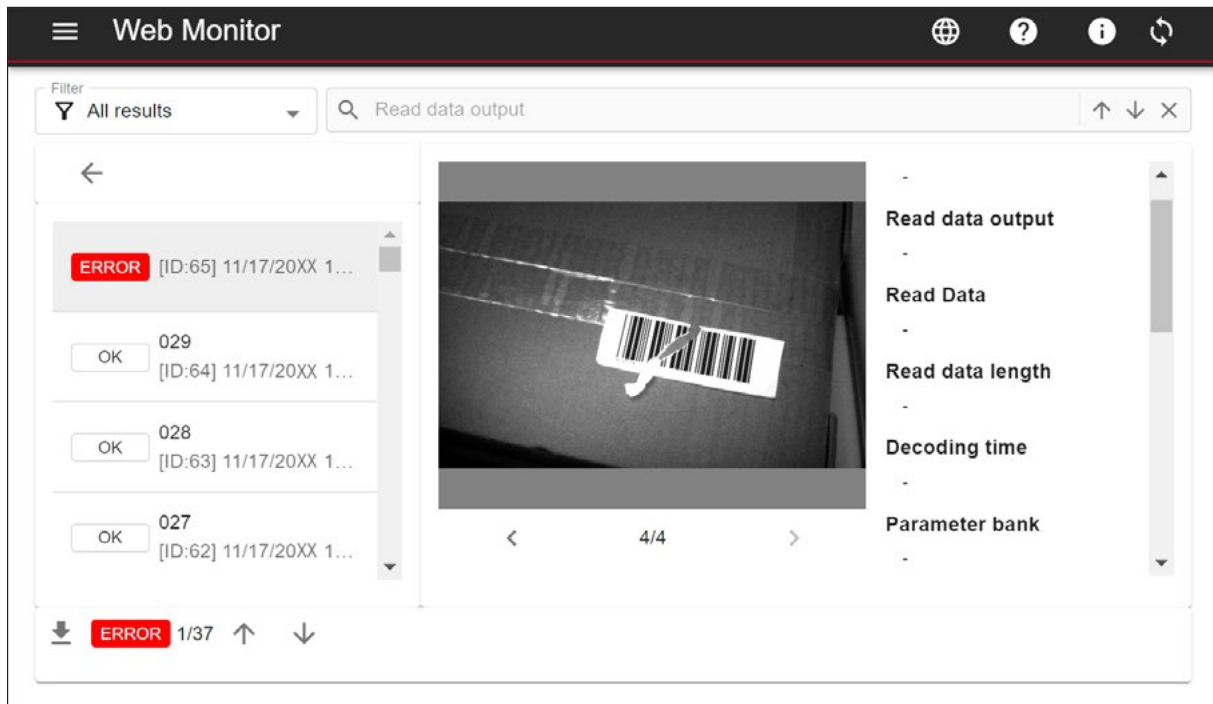 Web Monitor
Filter
All results
Read data output
ERROR [ID:65] 11/17/20XX 1...
OK 029
[ID:64] 11/17/20XX 1...
OK 028
[ID:63] 11/17/20XX 1...
OK 027
[ID:62] 11/17/20XX 1...
-
Read data output
-
Read Data
-
Read data length
-
Decoding time
-
Parameter bank
-
4/4
ERROR 1/37